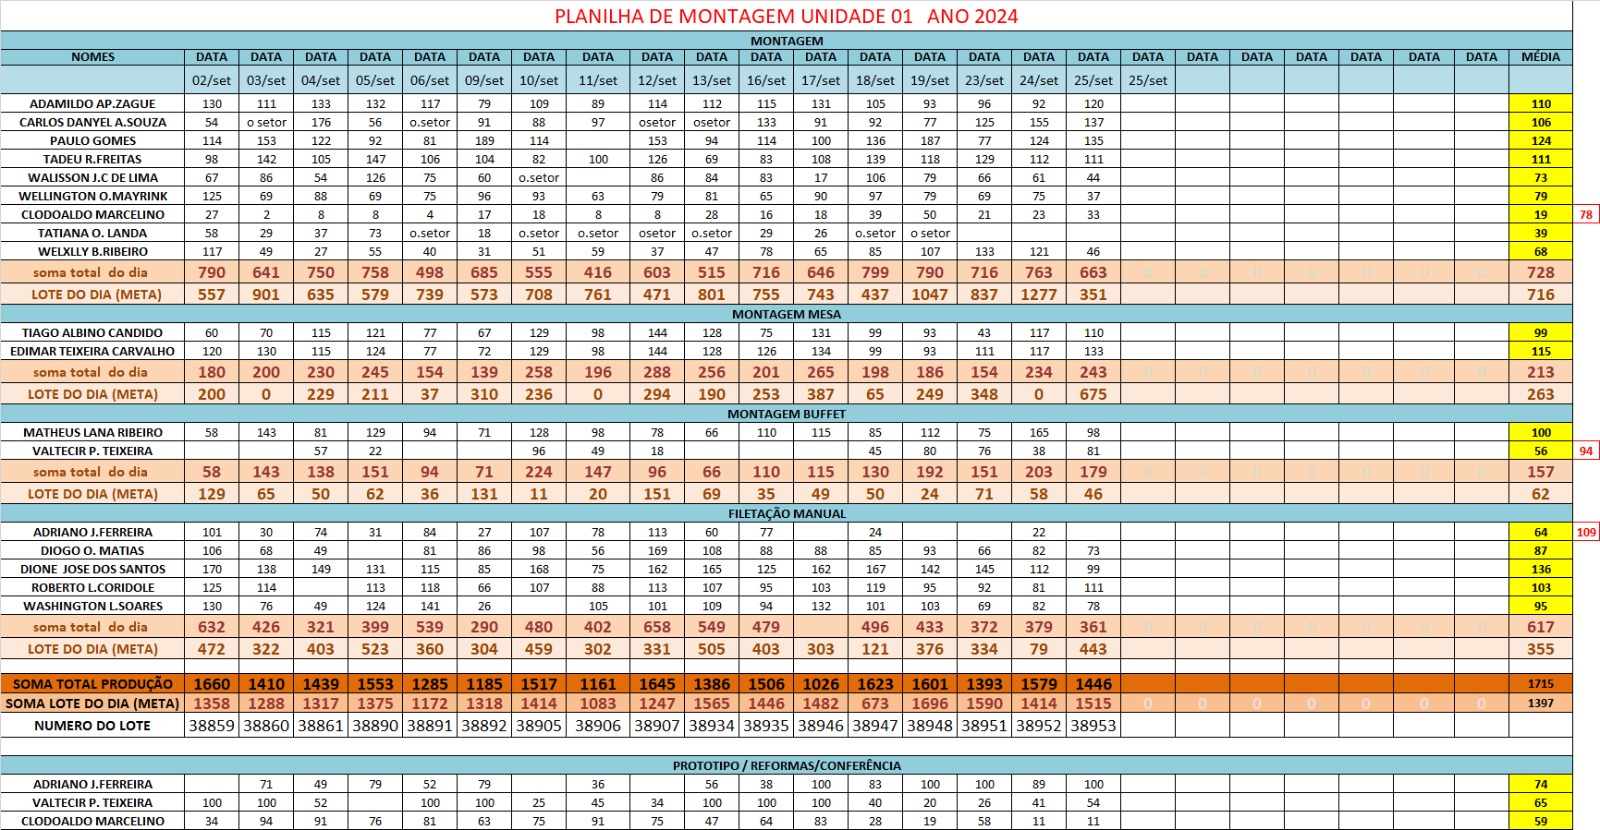 PLANILHA DE MONTAGEM UNIDADE 01 ANO 2024
MONTAGEM
NOMES DATA DATA DATA DATA DATA DATA DATA DATA DATA DATA DATA DATA DATA DATA DATA DATA DATA DATA DATA DATA DATA DATA DATA DATA MÉDIA
02/set 03/set 04/set 05/set 06/set 09/set 10/set 11/set 12/set 13/set 16/set 17/set 18/set 19/set 23/set 24/set 25/set 25/set
ADAMILDO AP.ZAGUE 130 111 133 132 117 79 109 89 114 112 115 131 105 93 96 92 120 110
CARLOS DANYEL A.SOUZA 54 o setor 176 56 o.setor 91 88 97 osetor osetor 133 91 92 77 125 155 137 106
PAULO GOMES 114 153 122 92 81 189 114 153 94 114 100 136 187 77 124 135 124
TADEU R.FREITAS 98 142 105 147 106 104 82 100 126 69 83 108 139 118 129 112 111 111
WALISSON J.C DE LIMA 67 86 54 126 75 60 o.setor 86 84 83 17 106 79 66 61 44 73
WELLINGTON O.MAYRINK 125 69 88 75 96 93 91 63 79 81 65 90 97 79 69 75 37 79
CLODOALDO MARCELINO 27 2 8 8 4 17 18 8 8 28 16 18 39 50 21 23 33 19 78
TATIANA O. LANDA 58 29 37 73 o.setor 18 o.setor o.setor osetor o.setor 29 26 o.setor o setor 39
WELXLLY B.RIBEIRO 117 49 27 55 40 31 51 59 37 47 78 65 85 107 133 121 46 68
soma total do dia 790 641 750 758 498 685 555 416 603 515 716 646 799 790 716 763 663 0 0 0 0 0 0 0 728
LOTE DO DIA (META) 557 901 635 579 739 573 708 761 471 801 755 743 437 1047 837 1277 351 716
MONTAGEM MESA
TIAGO ALBINO CANDIDO 60 70 115 121 77 67 129 98 144 128 75 131 99 93 43 117 110 99
EDIMAR TEIXEIRA CARVALHO 120 130 115 124 77 72 129 98 144 128 126 134 99 93 111 117 133 115
soma total do dia 180 200 230 245 154 139 258 196 288 256 201 265 198 186 154 234 243 0 0 0 0 0 0 0 213
LOTE DO DIA (META) 200 0 229 211 37 310 236 0 294 190 253 387 65 249 348 0 675 263
MONTAGEM BUFFET
MATHEUS LANA RIBEIRO 58 143 81 129 94 71 128 98 78 66 110 115 85 112 75 165 98 100
VALTECIR P. TEIXEIRA 57 22 96 49 18 45 80 76 38 81 56 94
soma total do dia 58 143 138 151 94 71 224 147 96 66 110 115 130 192 151 203 179 0 0 0 0 0 0 0 157
LOTE DO DIA (META) 129 65 50 62 36 131 11 20 151 69 35 49 50 24 71 58 46 62
FILETAÇÃO MANUAL
ADRIANO J.FERREIRA 101 30 74 31 84 27 107 78 113 60 77 24 22 64 109
DIOGO O. MATIAS 106 68 49 81 86 98 56 169 108 88 88 85 93 66 82 73 87
DIONE JOSE DOS SANTOS 170 138 149 131 115 85 168 75 162 165 125 162 167 142 145 112 99 136
ROBERTO L.CORIDOLE 125 114 113 118 66 107 88 113 107 95 103 119 95 92 81 111 103
WASHINGTON L.SOARES 130 76 49 124 141 26 105 101 109 94 132 101 103 69 82 78 95
soma total do dia 632 426 321 399 539 290 480 402 658 549 479 496 433 372 379 361 0 0 0 0 0 0 0 617
LOTE DO DIA (META) 472 322 403 523 360 304 459 302 331 505 403 303 121 376 334 79 443 355
SOMA TOTAL PRODUÇÃO 1660 1410 1439 1553 1285 1185 1517 1161 1645 1386 1506 1026 1623 1601 1393 1579 1446 1715
SOMA LOTE DO DIA (META) 1358 1288 1317 1375 1172 1318 1414 1083 1247 1565 1446 1482 673 1696 1590 1414 1515 0 0 0 0 0 0 0 1397
NUMERO DO LOTE 38859 38860 38861 38890 38891 38892 38905 38906 38907 38934 38935 38946 38947 38948 38951 38952 38953
PROTOTIPO / REFORMAS/CONFERÊNCIA
ADRIANO J.FERREIRA 71 49 79 52 79 36 56 38 100 83 100 100 89 100 74
VALTECIR P. TEIXEIRA 100 100 52 100 100 25 45 34 100 100 100 40 20 26 41 54 65
CLODOALDO MARCELINO 34 94 91 76 81 63 75 91 75 47 64 83 28 19 58 11 11 59